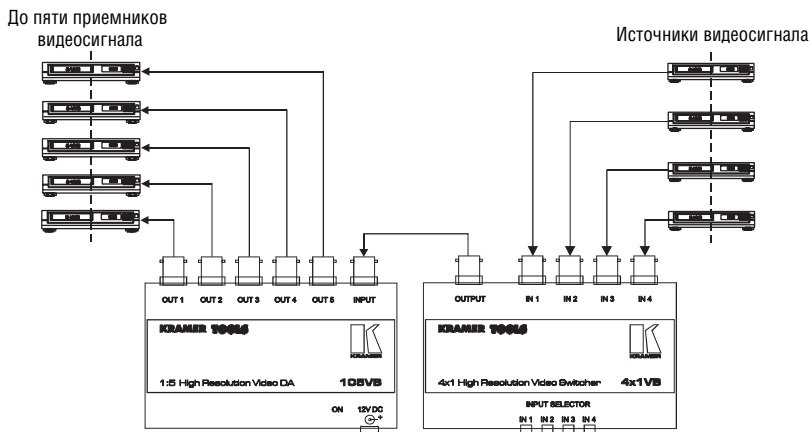 До пяти приемников
видеосигнала
Источники видеосигнала
OUT 1 OUT 2 OUT 3 OUT 4 OUT 5 INPUT
KRAMER TOOLS
KRAMER
1:5 High Resolution Video DA 105VB
ON 12V DC
OUTPUT IN 1 IN 2 IN 3 IN 4
KRAMER TOOLS
KRAMER
4x1 High Resolution Video Switcher 4x1VB
INPUT SELECTOR
IN 1 IN 2 IN 3 IN 4